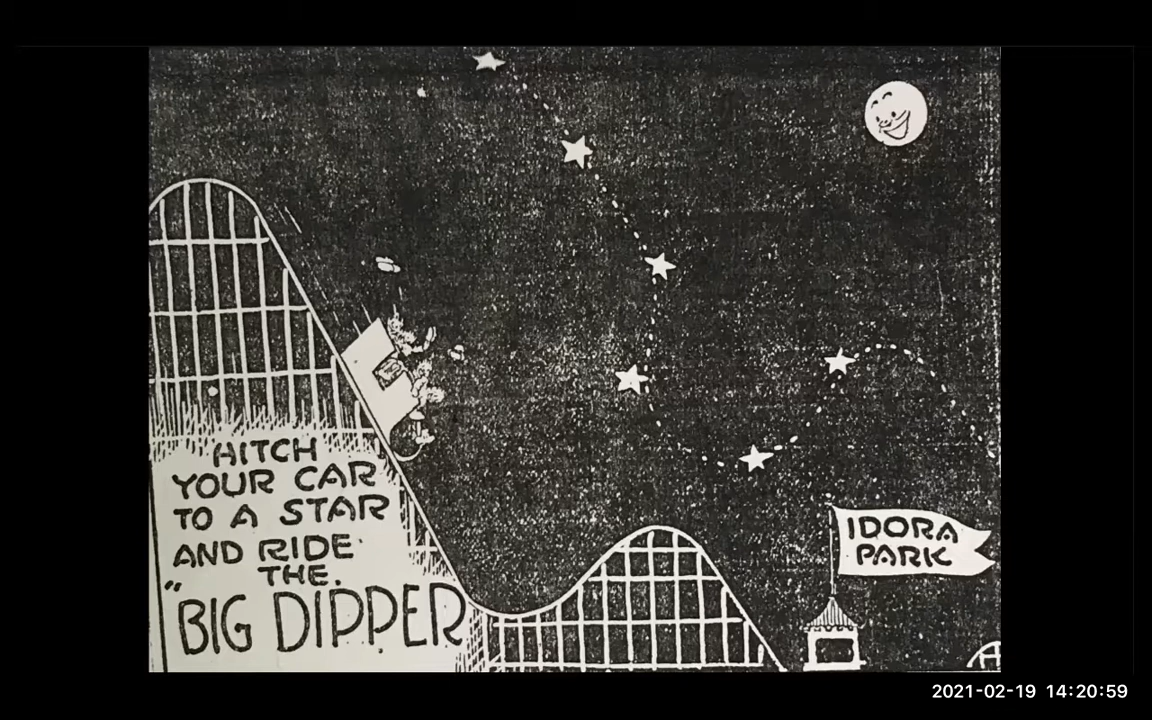 HITCH
YOUR CAR
TO A STAR
AND RIDE
THE.
"BIG DIPPER
IDORA
PARK
2021-02-19 14:20:59